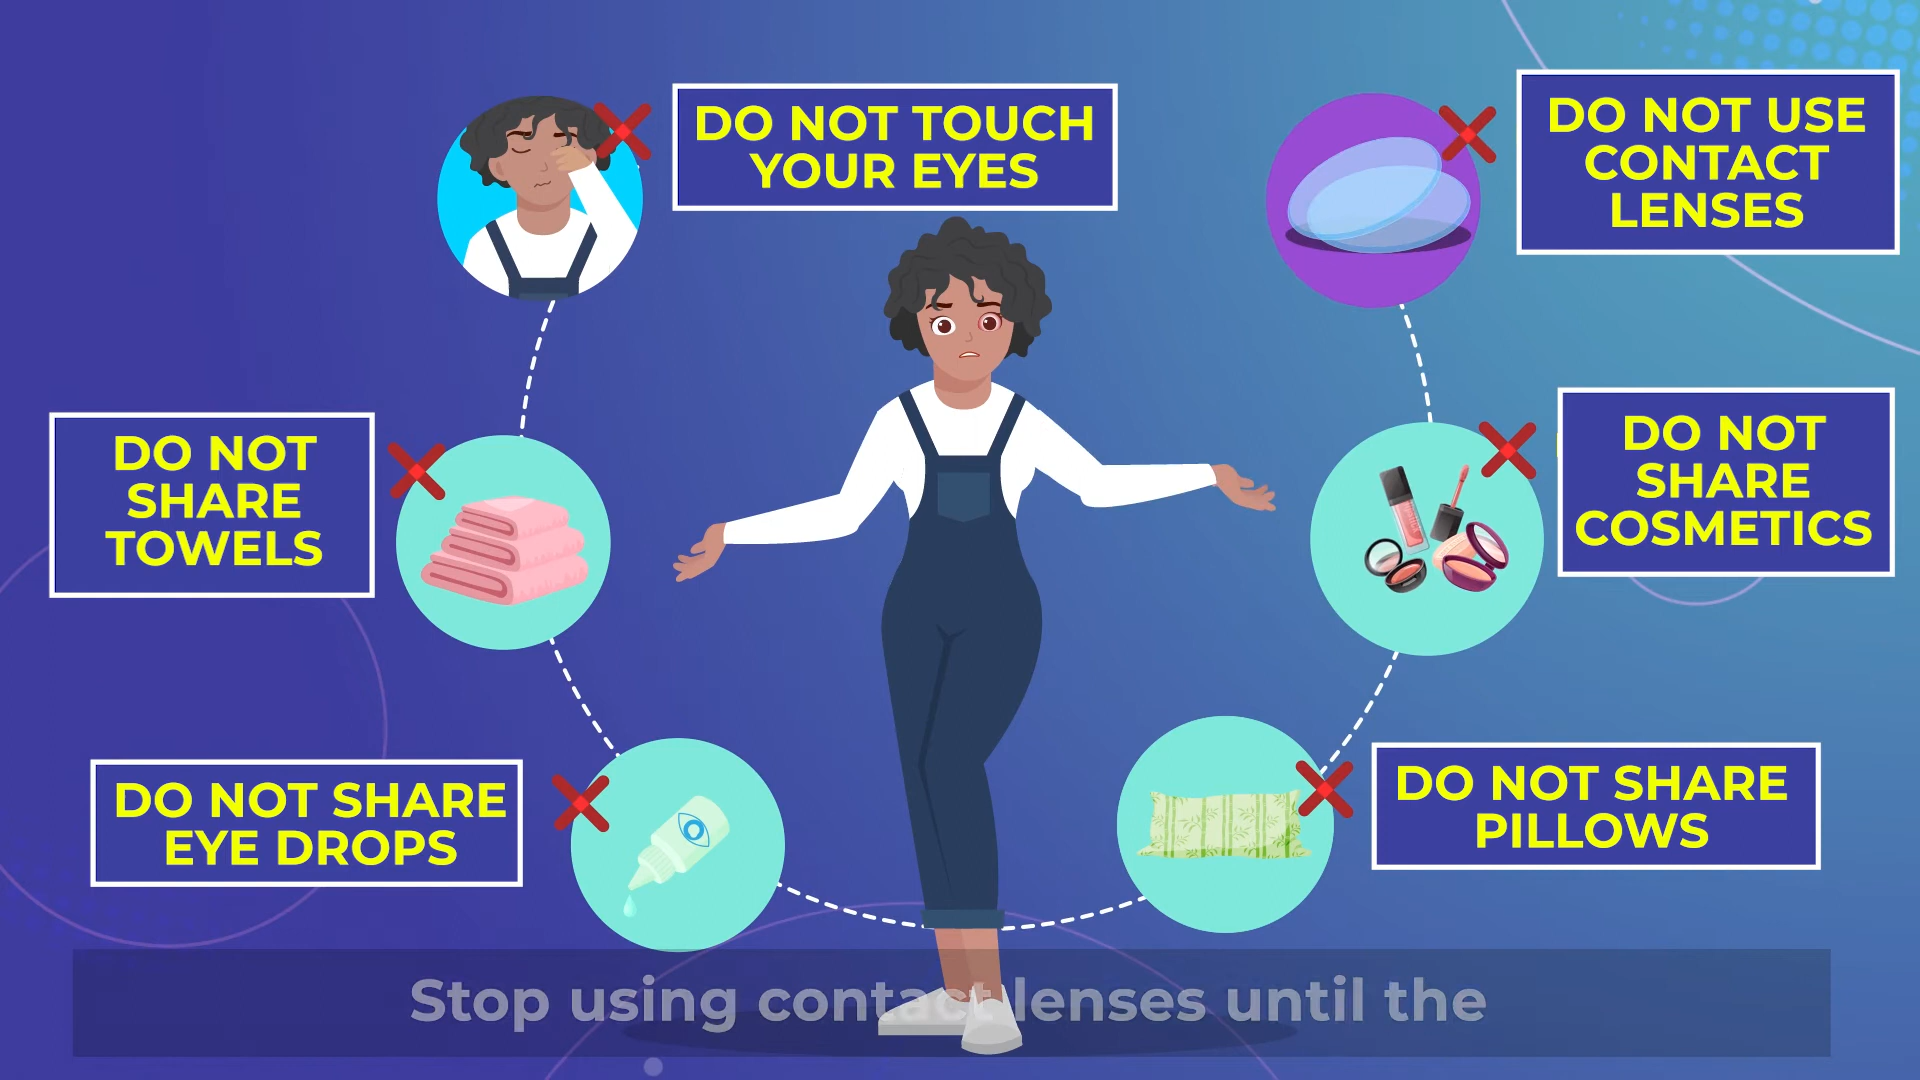 DO NOT TOUCH
YOUR EYES
DO NOT USE
CONTACT
LENSES
DO NOT
SHARE
TOWELS
DO NOT
SHARE
COSMETICS
DO NOT SHARE
EYE DROPS
DO NOT SHARE
PILLOWS
Stop using contact lenses until the